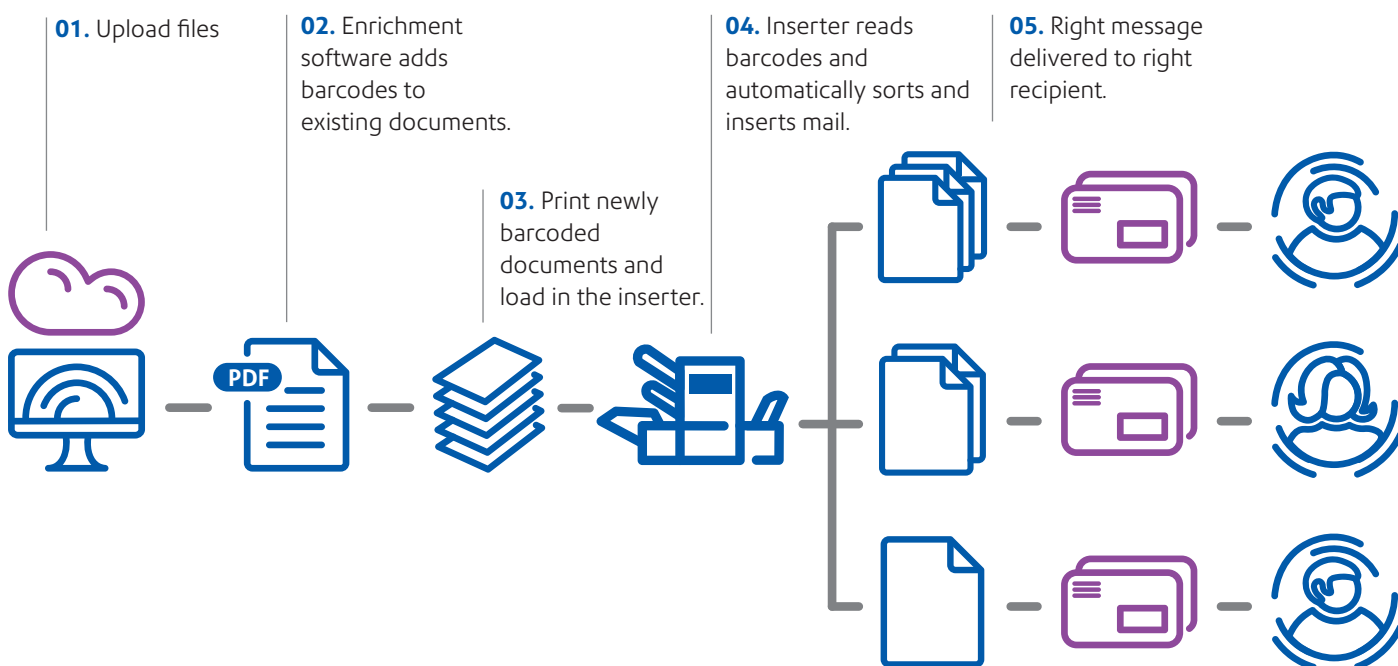 01. Upload files
02. Enrichment
software adds
barcodes to
existing documents.
03. Print newly
barcoded
documents and
load in the inserter.
04. Inserter reads
barcodes and
automatically sorts and
inserts mail.
05. Right message
delivered to right
recipient.
PDF